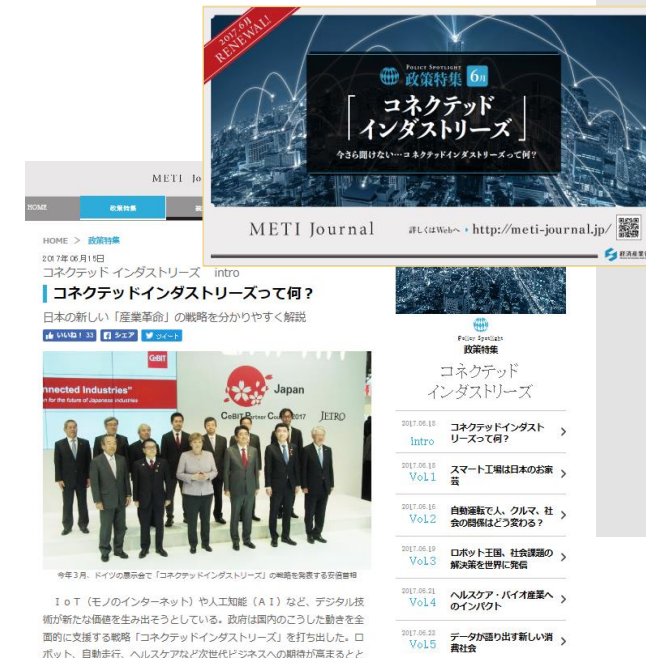 2017.6月
RENEWAL!
POLICY SPOTLIGHT
政策特集 6月
「コネクテッド
インダストリーズ」
今さら聞けない…コネクテッドインダストリーズって何?
METI Journal 詳しくはWebへ http://meti-journal.jp/
経済産業
METI Jo
HOME 政策特集
HOME > 政策特集
2017年06月15日
コネクテッド インダストリーズ intro
コネクテッドインダストリーズって何?
日本の新しい「産業革命」の戦略を分かりやすく解説
いいね! 33 シェア ツイート
CeBIT
nnected Industries"
n for the future of Japanese industries
Japan
CeBIT Partner Country 2017 JETRO
今年3月、ドイツの展示会で「コネクテッドインダストリーズ」の戦略を発表する安倍首相
IoT(モノのインターネット)や人工知能(AI)など、デジタル技
術が新たな価値を生み出そうとしている。政府は国内のこうした動きを全
面的に支援する戦略「コネクテッドインダストリーズ」を打ち出した。ロ
ボット、自動走行、ヘルスケアなど次世代ビジネスへの期待が高まるとと
Policy Spotlight
政策特集
コネクテッド
インダストリーズ
Intro
コネクテッドインダスト
リーズって何?
Vol.1
スマート工場は日本のお家
芸
2017.06.16
Vol.2
自動運転で人、クルマ、社
会の関係はどう変わる?
2017.06.19
Vol.3
ロボット王国、社会課題の
解決策を世界に発信
2017.06.21
Vol.4
ヘルスケア・バイオ産業へ
のインパクト
Vol.5
データが語り出す新しい消
費社会